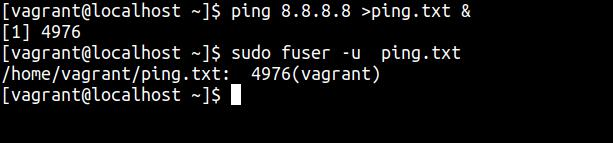 [vagrant@localhost ~]$ ping 8.8.8.8 >ping.txt &
[1] 4976
[vagrant@localhost ~]$ sudo fuser -u  ping.txt
/home/vagrant/ping.txt:  4976(vagrant)
[vagrant@localhost ~]$